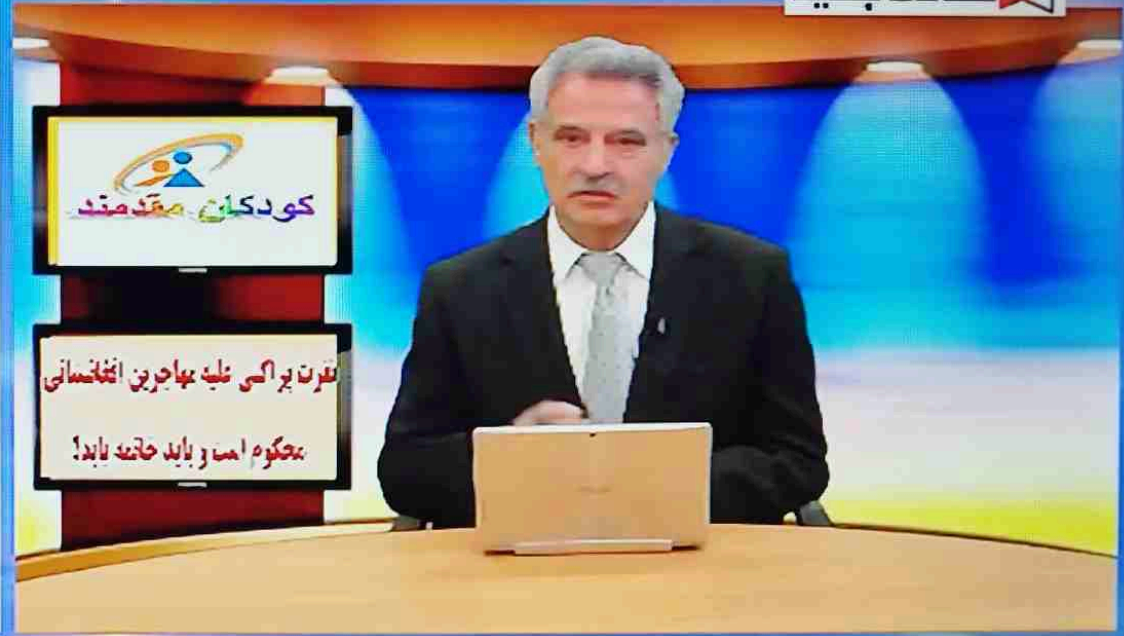 کودکان مقدمند
نفرت پراکنی علیه مهاجرین افغانستانی
محکوم است و باید خاتمه یابد!